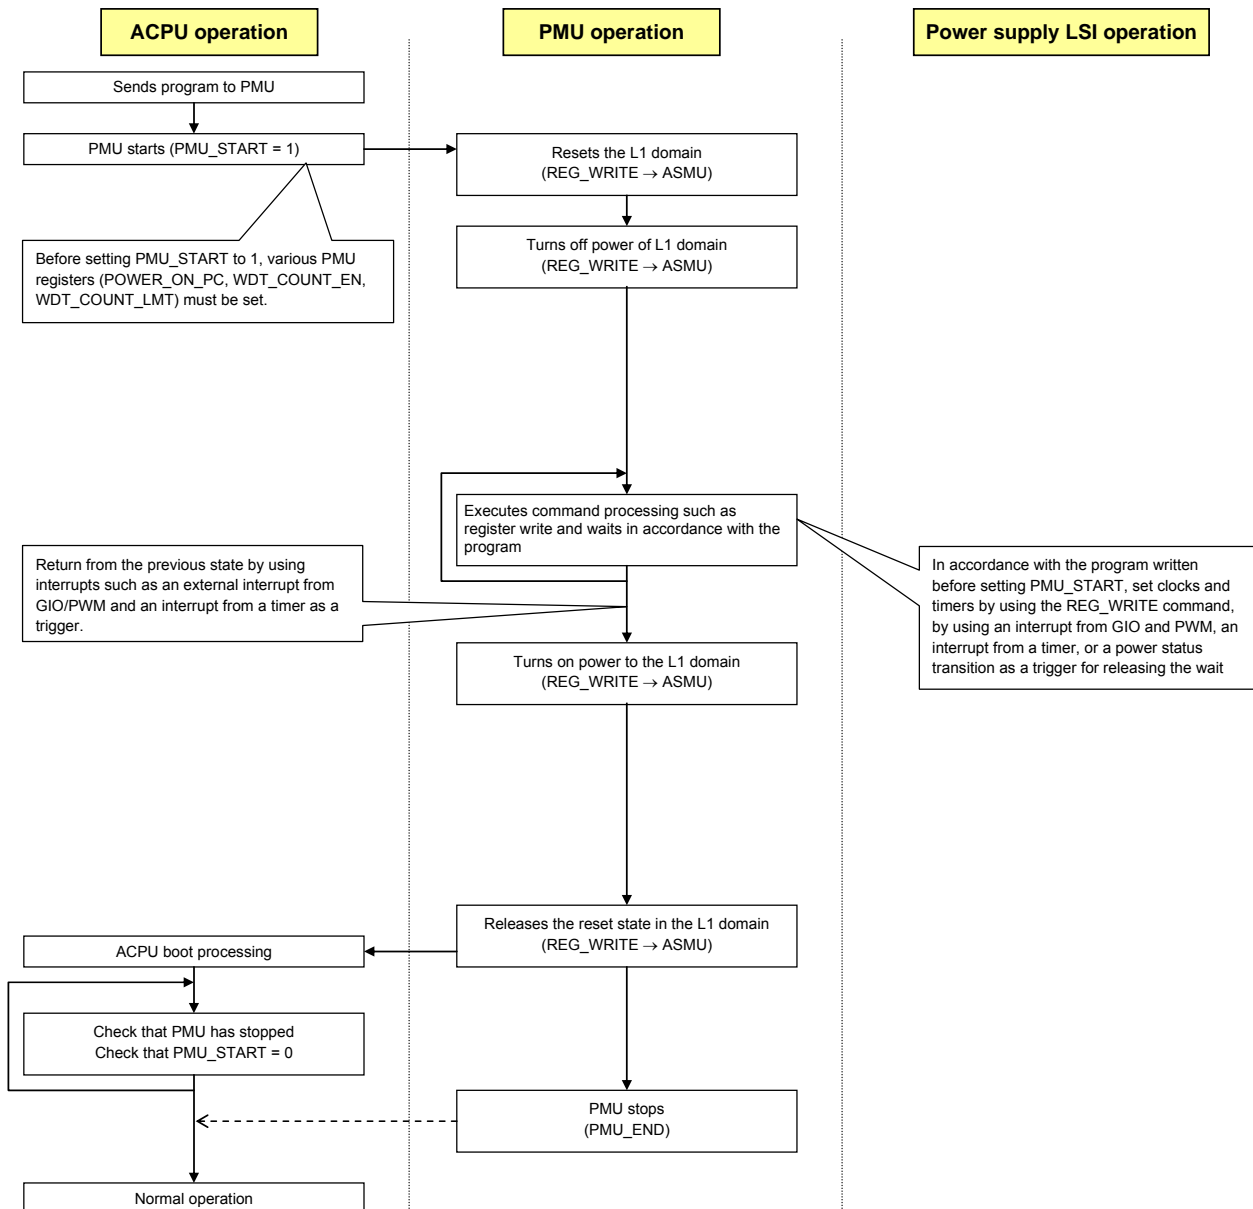 ACPU operation
PMU operation
Power supply LSI operation
Sends program to PMU
PMU starts (PMU_START = 1)
Resets the L1 domain
(REG_WRITE → ASMU)
Before setting PMU_START to 1, various PMU
registers (POWER_ON_PC, WDT_COUNT_EN,
WDT_COUNT_LMT) must be set.
Turns off power of L1 domain
(REG_WRITE → ASMU)
Executes command processing such as
register write and waits in accordance with the
program
Return from the previous state by using
interrupts such as an external interrupt from
GIO/PWM and an interrupt from a timer as a
trigger.
In accordance with the program written
before setting PMU_START, set clocks and
timers by using the REG_WRITE command,
by using an interrupt from GIO and PWM, an
interrupt from a timer, or a power status
transition as a trigger for releasing the wait
Turns on power to the L1 domain
(REG_WRITE → ASMU)
Releases the reset state in the L1 domain
(REG_WRITE → ASMU)
ACPU boot processing
Check that PMU has stopped
Check that PMU_START = 0
PMU stops
(PMU_END)
Normal operation